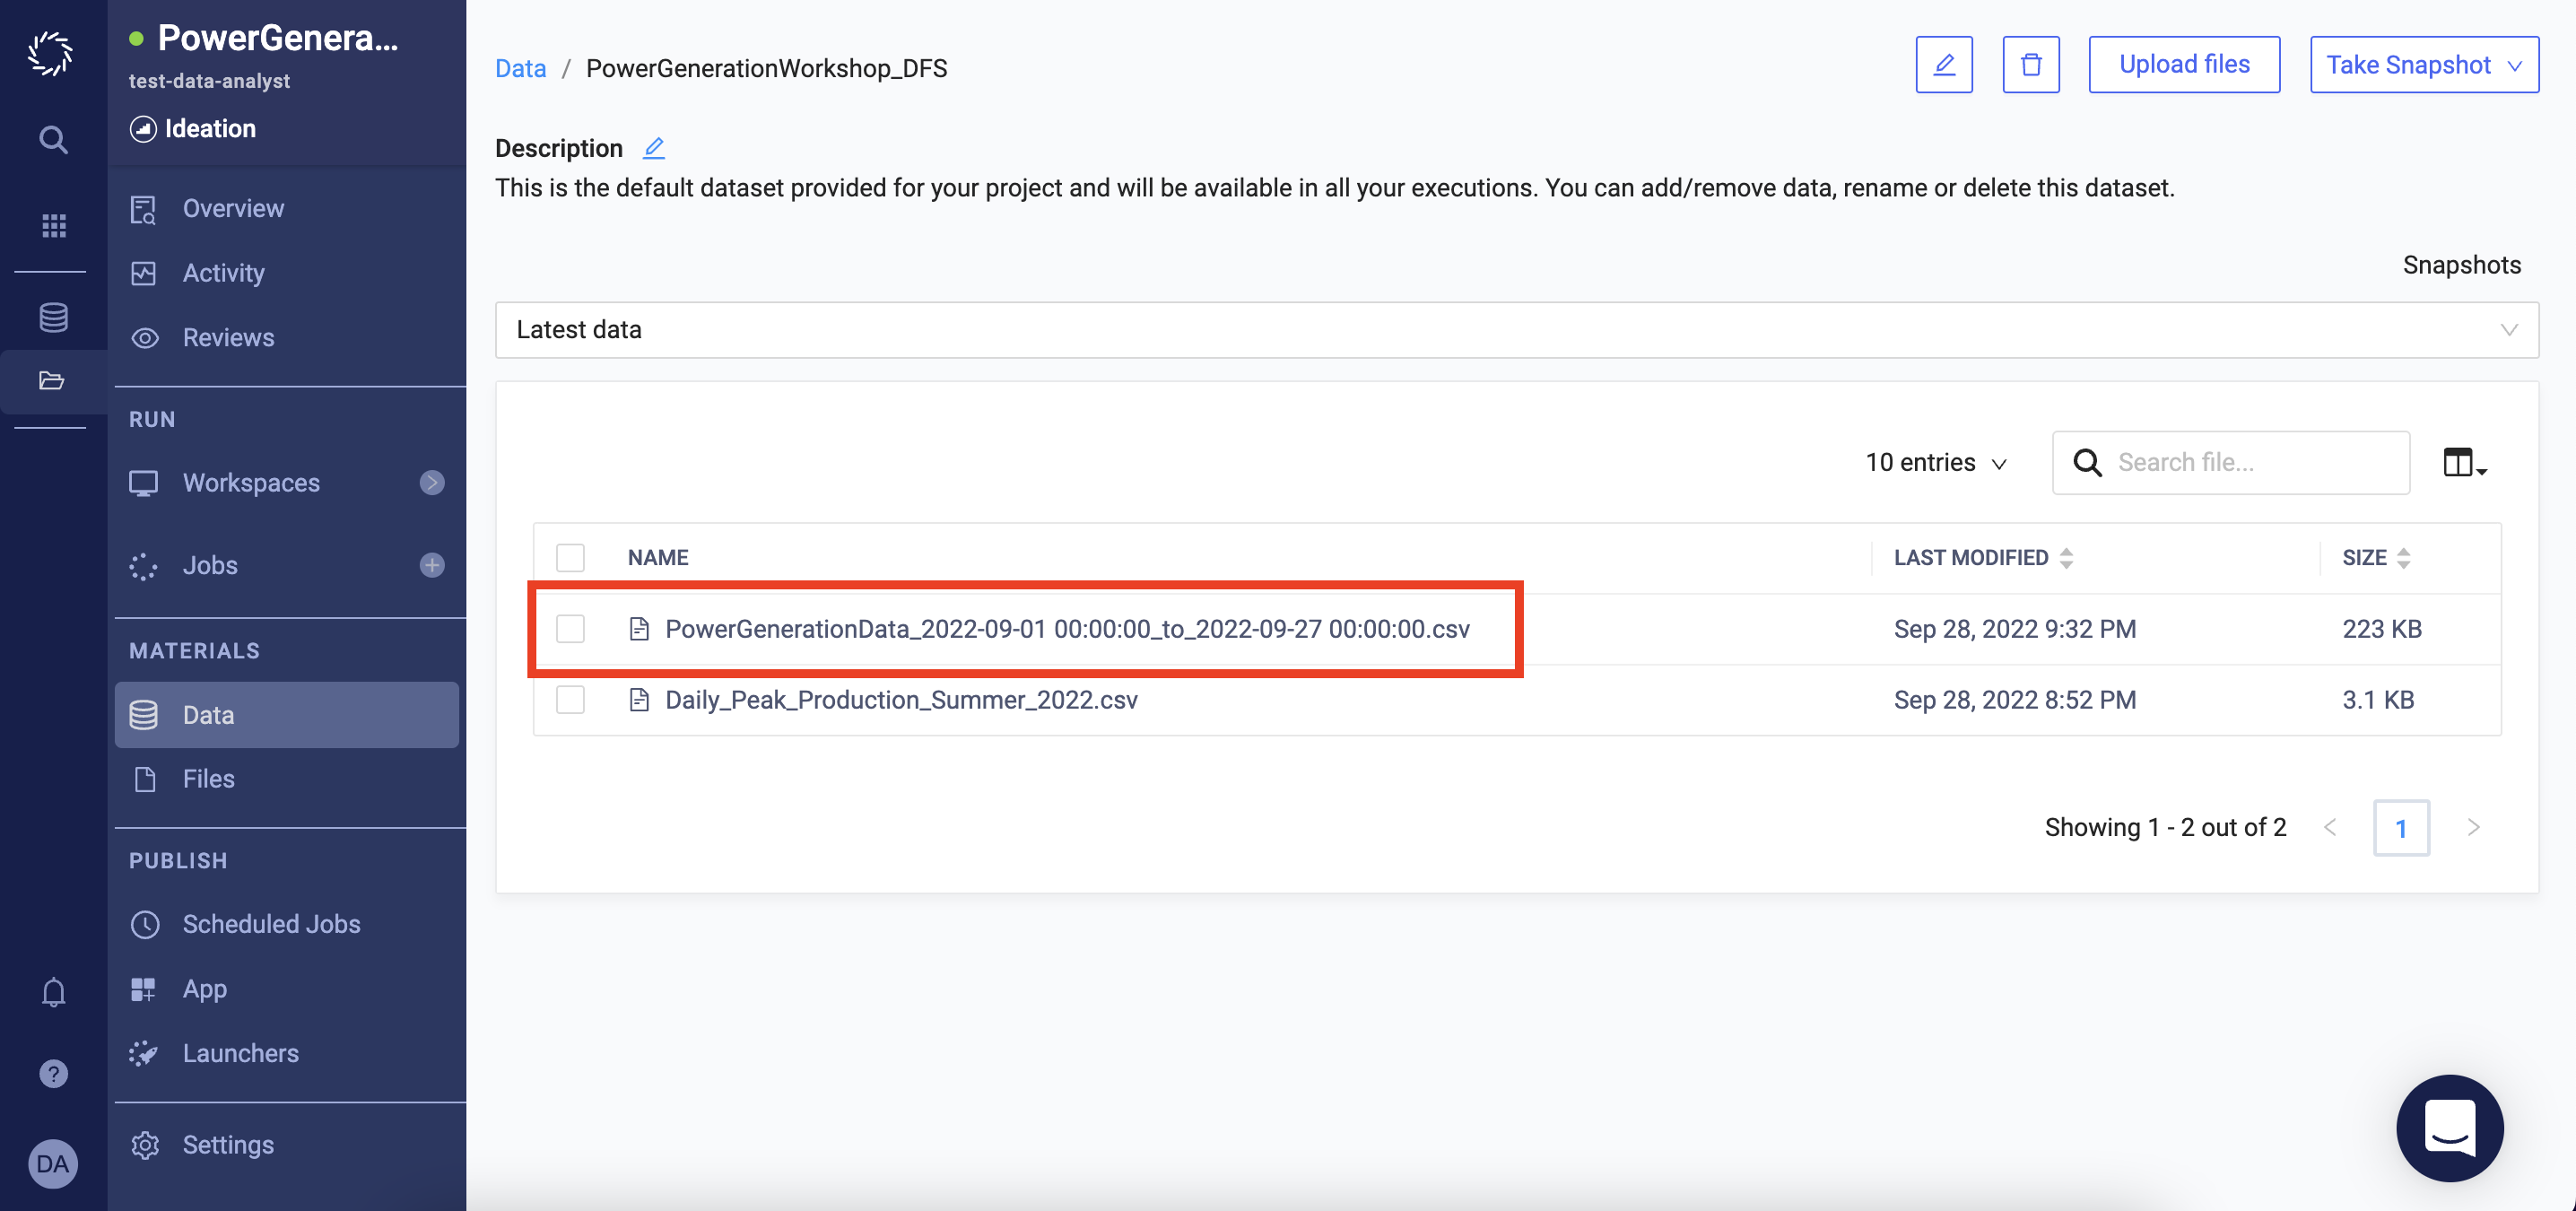 PowerGenera...
test-data-analyst
Ideation
Overview
Activity
Reviews
RUN
Workspaces
Jobs
MATERIALS
Data
Files
PUBLISH
Scheduled Jobs
App
Launchers
Settings
?
DA
Data / PowerGenerationWorkshop_DFS
Upload files
Take Snapshot
Description
This is the default dataset provided for your project and will be available in all your executions. You can add/remove data, rename or delete this dataset.
Snapshots
Latest data
10 entries
Search file...
NAME LAST MODIFIED SIZE
PowerGenerationData_2022-09-01 00:00:00_to_2022-09-27 00:00:00.csv Sep 28, 2022 9:32 PM 223 KB
Daily_Peak_Production_Summer_2022.csv Sep 28, 2022 8:52 PM 3.1 KB
Showing 1 - 2 out of 2 < 1 >